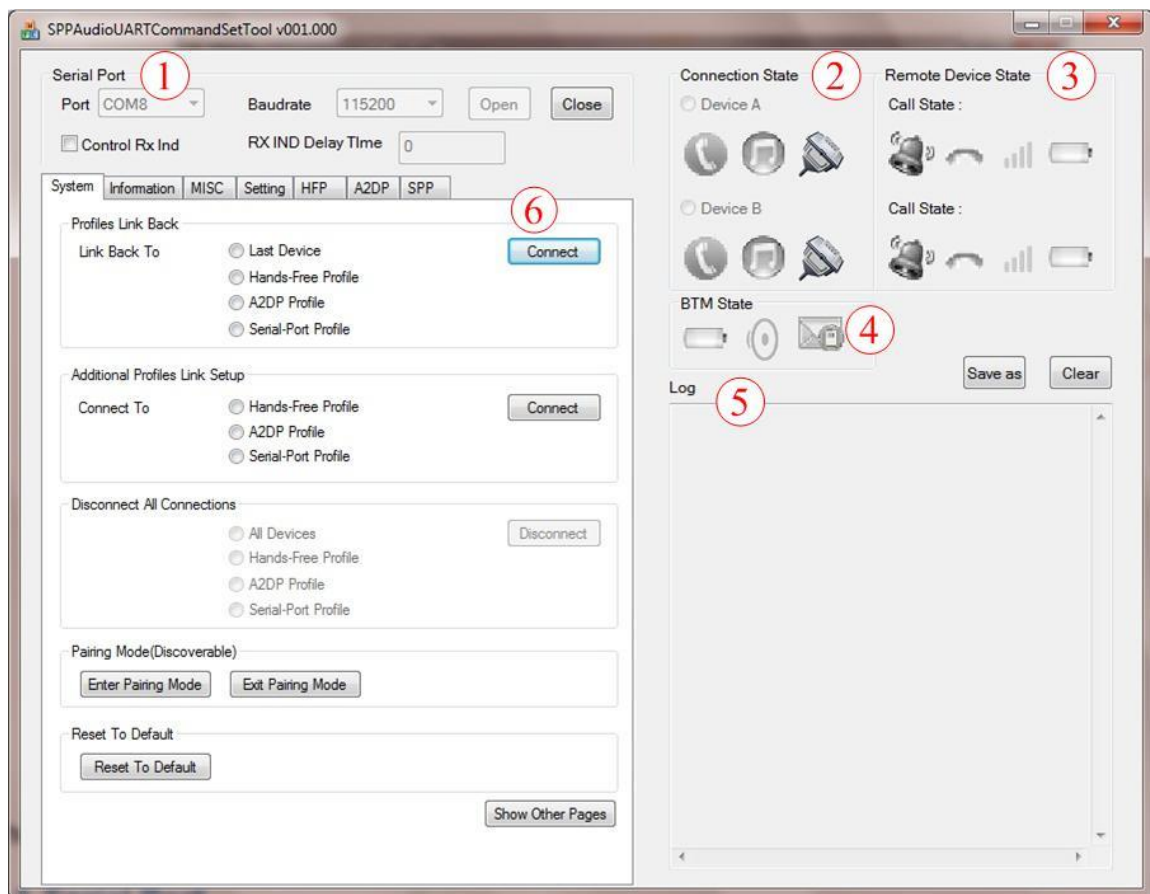 SPPAudioUARTCommandSetTool v001.000
Serial Port 1
Port COM8 Baudrate 115200 Open Close
Control Rx Ind RX IND Delay TIme 0
System Information MISC Setting HFP A2DP SPP
Profiles Link Back 6
Link Back To Last Device Connect
Hands-Free Profile
A2DP Profile
Serial-Port Profile
Additional Profiles Link Setup
Connect To Hands-Free Profile Connect
A2DP Profile
Serial-Port Profile
Disconnect All Connections
All Devices Disconnect
Hands-Free Profile
A2DP Profile
Serial-Port Profile
Pairing Mode(Discoverable)
Enter Pairing Mode Exit Pairing Mode
Reset To Default
Reset To Default
Show Other Pages
Connection State 2 Remote Device State 3
Device A Call State :
Device B Call State :
BTM State
4
Save as Clear
Log 5